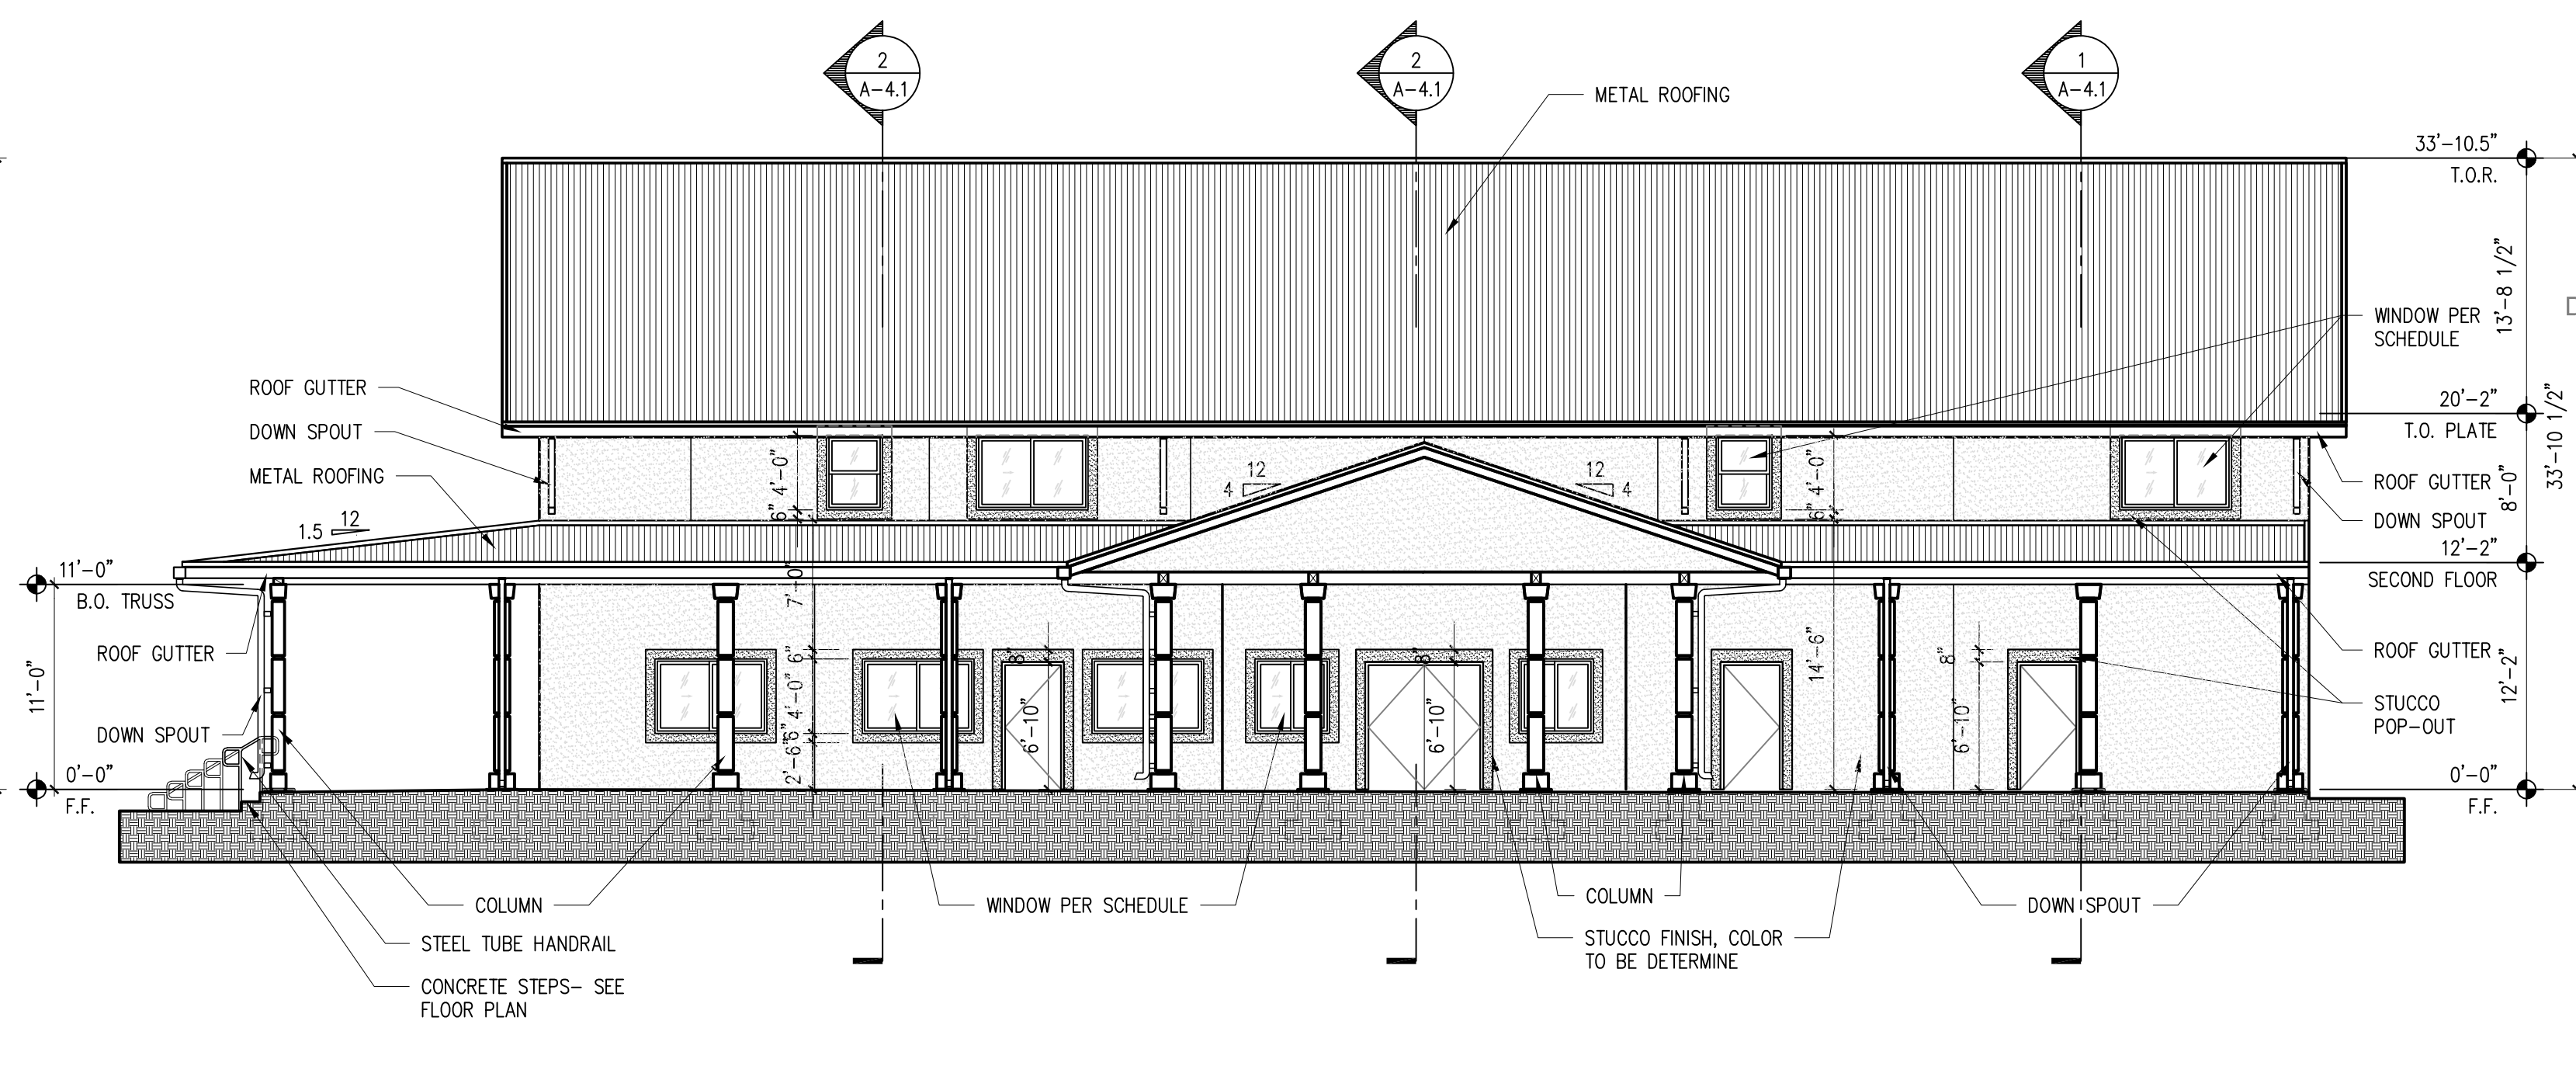 2
A-4.1
2
A-4.1
1
A-4.1
METAL ROOFING
33'-10.5"
T.O.R.
13'-8 1/2"
WINDOW PER
SCHEDULE
ROOF GUTTER
DOWN SPOUT
METAL ROOFING
20'-2"
T.O. PLATE
33'-10 1/2"
8'-0"
ROOF GUTTER
DOWN SPOUT
4'-0"
6"
12
4
12
4
4'-0"
6"
12
1.5
12'-2"
SECOND FLOOR
11'-0"
B.O. TRUSS
7'-0"
11'-0"
ROOF GUTTER
DOWN SPOUT
6"
4'-0"
6"
2'-6"
8"
6'-10"
8"
6'-10"
14'-6"
8"
6'-10"
ROOF GUTTER
12'-2"
STUCCO
POP-OUT
0'-0"
F.F.
0'-0"
F.F.
COLUMN
WINDOW PER SCHEDULE
COLUMN
DOWN SPOUT
STEEL TUBE HANDRAIL
STUCCO FINISH, COLOR
TO BE DETERMINE
CONCRETE STEPS- SEE
FLOOR PLAN